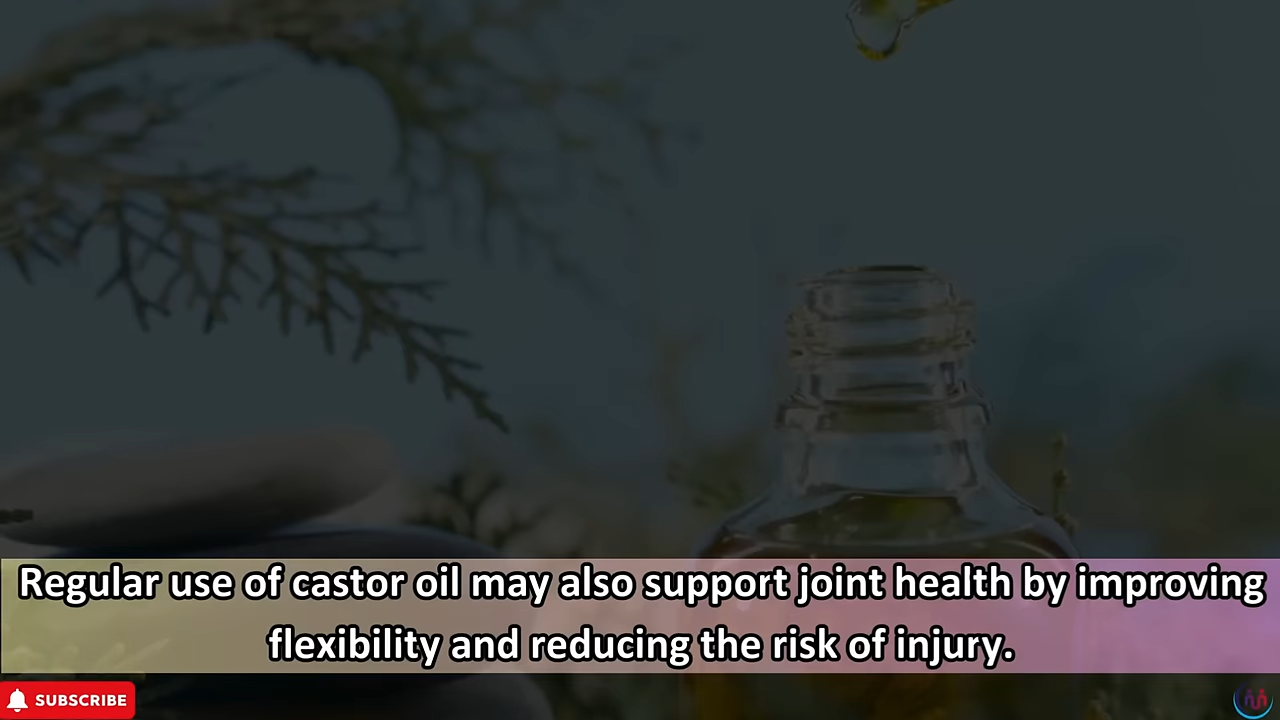 Regular use of castor oil may also support joint health by improving
flexibility and reducing the risk of injury.
SUBSCRIBE